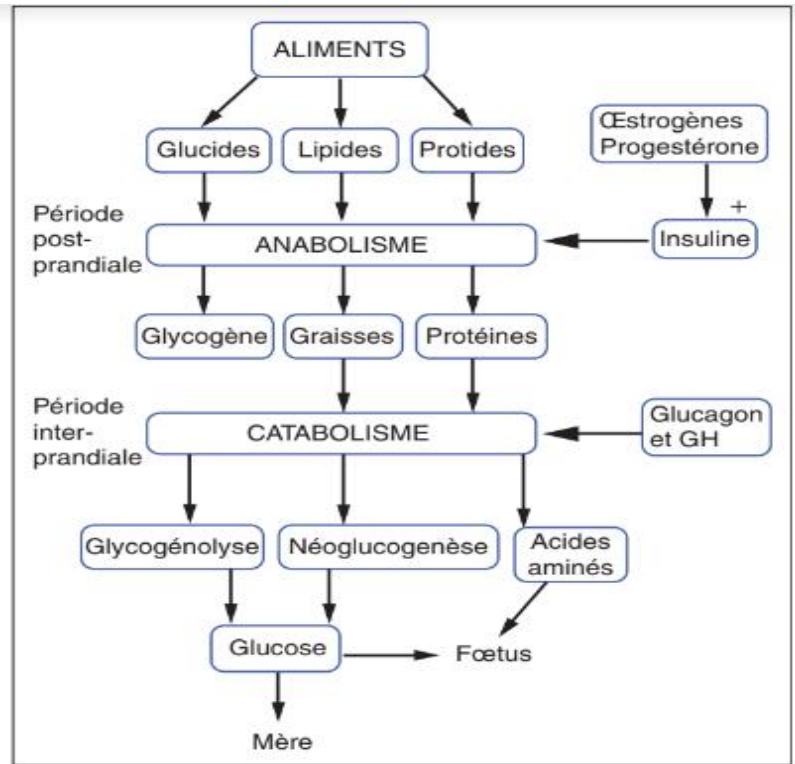 ALIMENTS
Glucides
Lipides
Protides
Œstrogènes
Progestérone
+
Insuline
Période
post-
prandiale
ANABOLISME
Glycogène
Graisses
Protéines
Période
inter-
prandiale
CATABOLISME
Glucagon
et GH
Glycogénolyse
Néoglucogenèse
Acides
aminés
Glucose
Fœtus
Mère